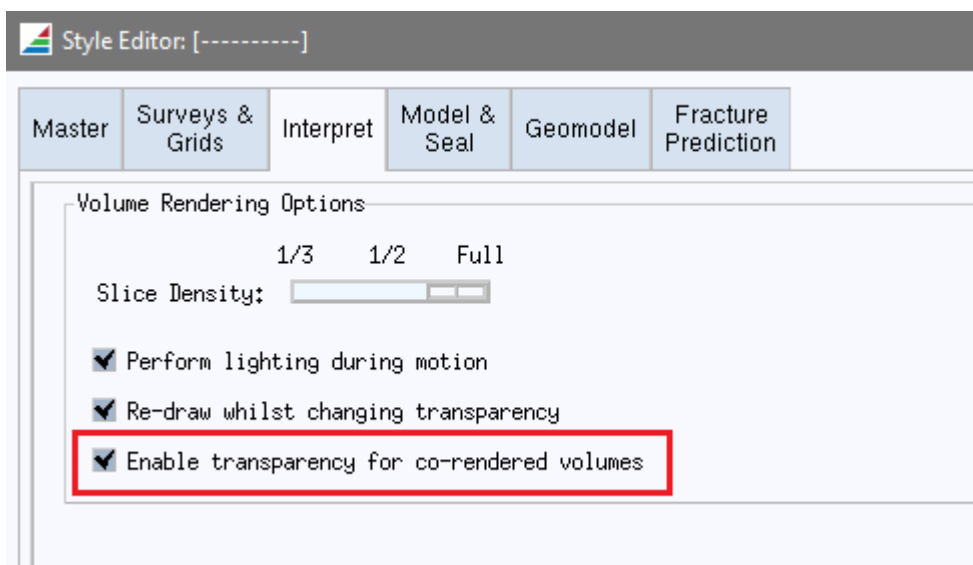 Style Editor: [----------]
Master
Surveys &
Grids
Interpret
Model &
Seal
Geomodel
Fracture
Prediction
Volume Rendering Options
1/3 1/2 Full
Slice Density:
Perform lighting during motion
Re-draw whilst changing transparency
Enable transparency for co-rendered volumes